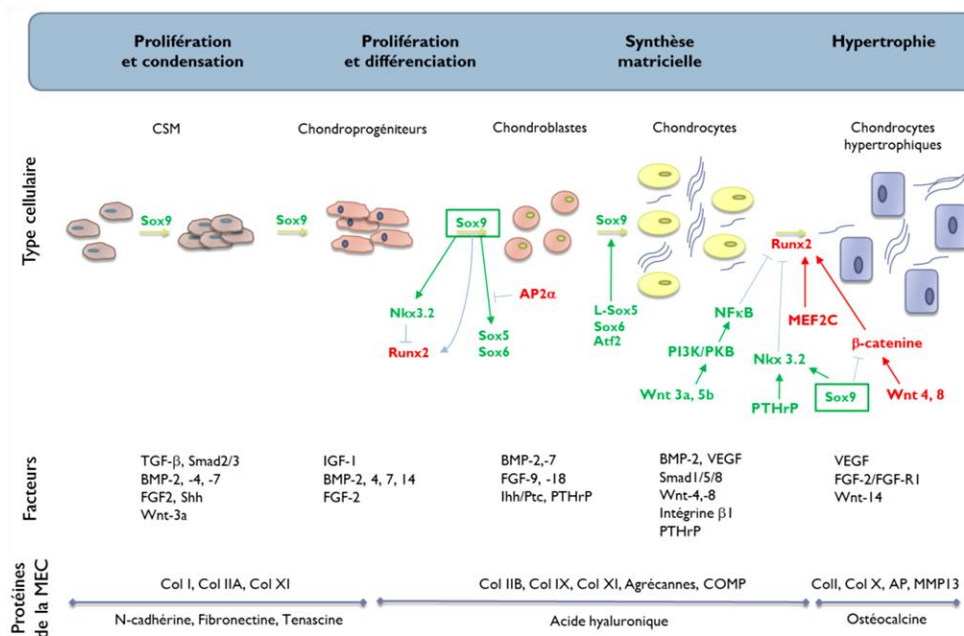 Prolifération
et condensation
Prolifération
et différenciation
Synthèse
matricielle
Hypertrophie
Type cellulaire
CSM
Chondroprogéniteurs
Chondroblastes
Chondrocytes
Chondrocytes
hypertrophiques
Sox9
Sox9
Sox9
Sox9
Runx2
AP2α
Nkx3.2
Runx2
Sox5
Sox6
L-Sox5
Sox6
Atf2
NFκB
PI3K/PKB
Wnt 3a, 5b
MEF2C
Nkx 3.2
PTHrP
β-catenine
Sox9
Wnt 4, 8
Facteurs
TGF-β, Smad2/3
BMP-2, -4, -7
FGF2, Shh
Wnt-3a
IGF-1
BMP-2, 4, 7, 14
FGF-2
BMP-2,-7
FGF-9, -18
Ihh/Ptc, PTHrP
BMP-2, VEGF
Smad1/5/8
Wnt-4,-8
Intégrine β1
PTHrP
VEGF
FGF-2/FGF-R1
Wnt-14
Protéines
de la MEC
Col I, Col IIA, Col XI
N-cadhérine, Fibronectine, Tenascine
Col IIB, Col IX, Col XI, Agrécannes, COMP
Acide hyaluronique
ColI, Col X, AP, MMP13
Ostéocalcine